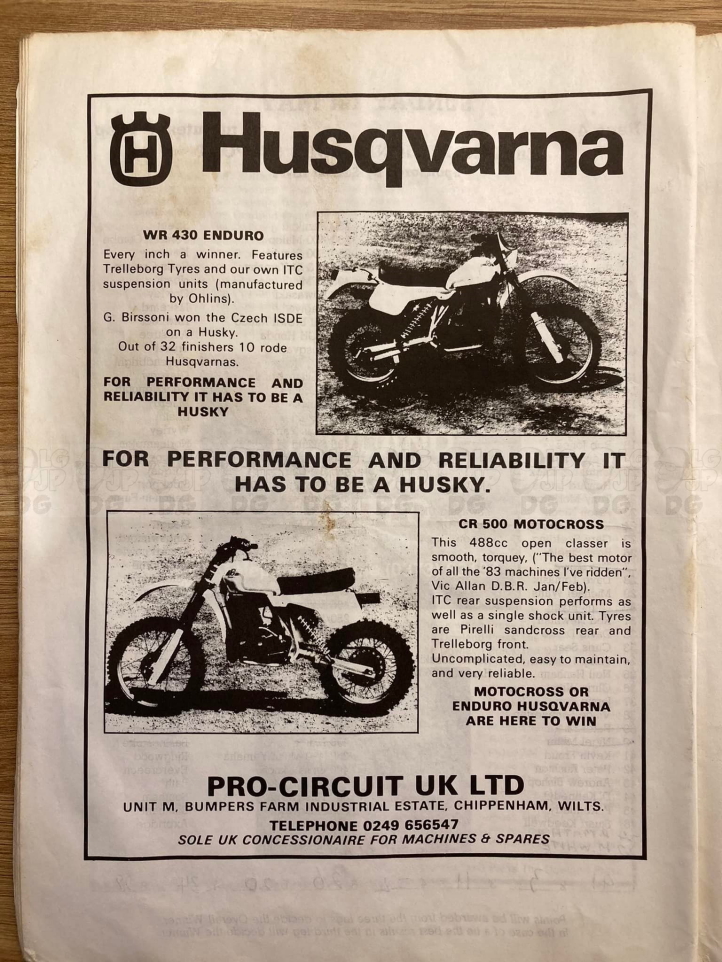 H Husqvarna
WR 430 ENDURO
Every inch a winner. Features
Trelleborg Tyres and our own ITC
suspension units (manufactured
by Ohlins).
G. Birssoni won the Czech ISDE
on a Husky.
Out of 32 finishers 10 rode
Husqvarnas.
FOR PERFORMANCE AND
RELIABILITY IT HAS TO BE A
HUSKY
FOR PERFORMANCE AND RELIABILITY IT
HAS TO BE A HUSKY.
CR 500 MOTOCROSS
This 488cc open classer is
smooth, torquey, ("The best motor
of all the '83 machines I've ridden",
Vic Allan D.B.R. Jan/Feb).
ITC rear suspension performs as
well as a single shock unit. Tyres
are Pirelli sandcross rear and
Trelleborg front.
Uncomplicated, easy to maintain,
and very reliable.
MOTOCROSS OR
ENDURO HUSQVARNA
ARE HERE TO WIN
PRO-CIRCUIT UK LTD
UNIT M, BUMPERS FARM INDUSTRIAL ESTATE, CHIPPENHAM, WILTS.
TELEPHONE 0249 656547
SOLE UK CONCESSIONAIRE FOR MACHINES & SPARES